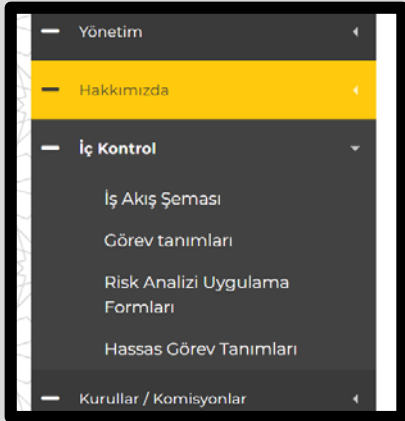 Yönetim
Hakkımızda
İç Kontrol
İş Akış Şeması
Görev tanımları
Risk Analizi Uygulama
Formları
Hassas Görev Tanımları
Kurullar / Komisyonlar